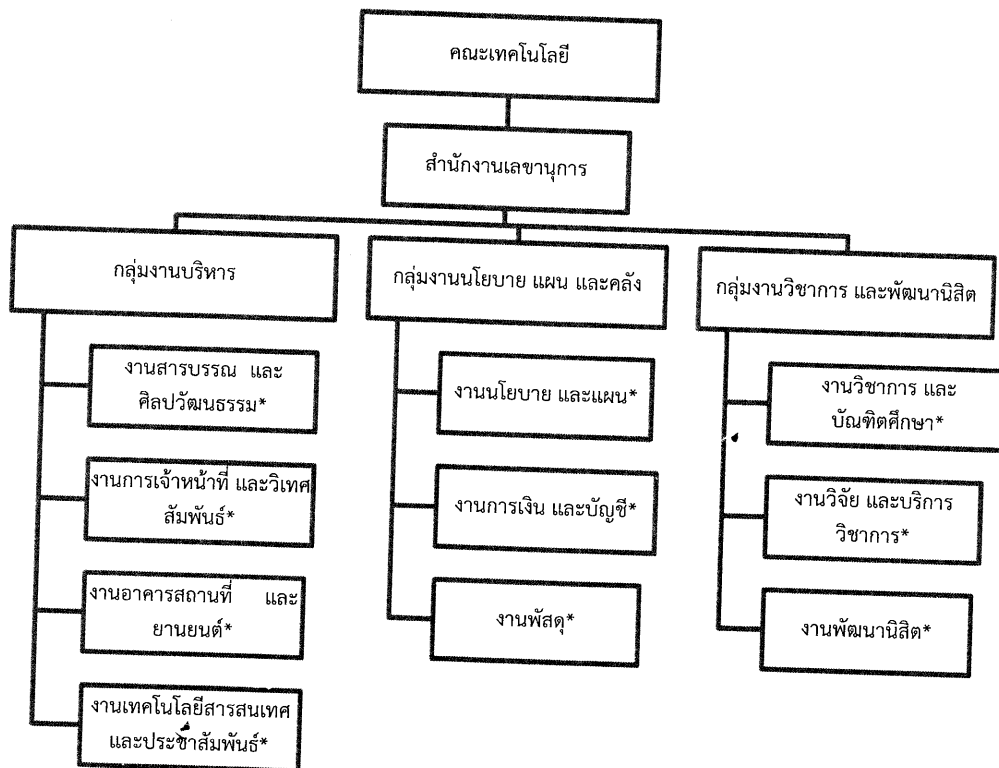 คณะเทคโนโลยี
สำนักงานเลขานุการ
กลุ่มงานบริหาร
งานสารบรรณ และ
ศิลปวัฒนธรรม*
งานการเจ้าหน้าที่ และวิเทศ
สัมพันธ์*
งานอาคารสถานที่ และ
ยานยนต์*
งานเทคโนโลยีสารสนเทศ
และประชาสัมพันธ์*
กลุ่มงานนโยบาย แผน และคลัง
งานนโยบาย และแผน*
งานการเงิน และบัญชี*
งานพัสดุ*
กลุ่มงานวิชาการ และพัฒนานิสิต
งานวิชาการ และ
บัณฑิตศึกษา*
งานวิจัย และบริการ
วิชาการ*
งานพัฒนานิสิต*